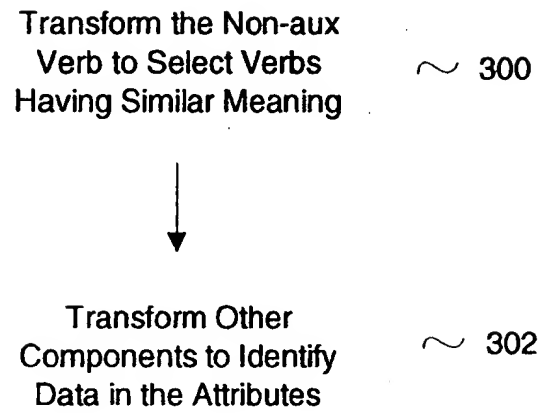 Transform the Non-aux
Verb to Select Verbs
Having Similar Meaning
300
Transform Other
Components to Identify
Data in the Attributes
302